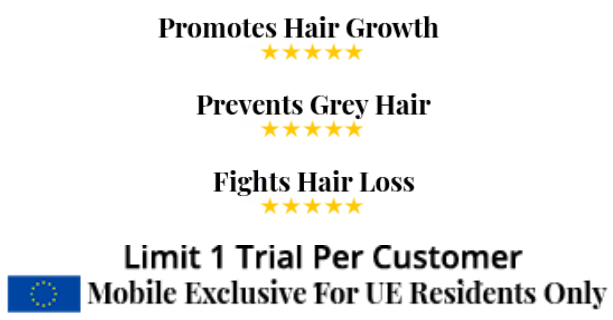 Promotes Hair Growth
Prevents Grey Hair
Fights Hair Loss
Limit 1 Trial Per Customer
Mobile Exclusive For UE Residents Only